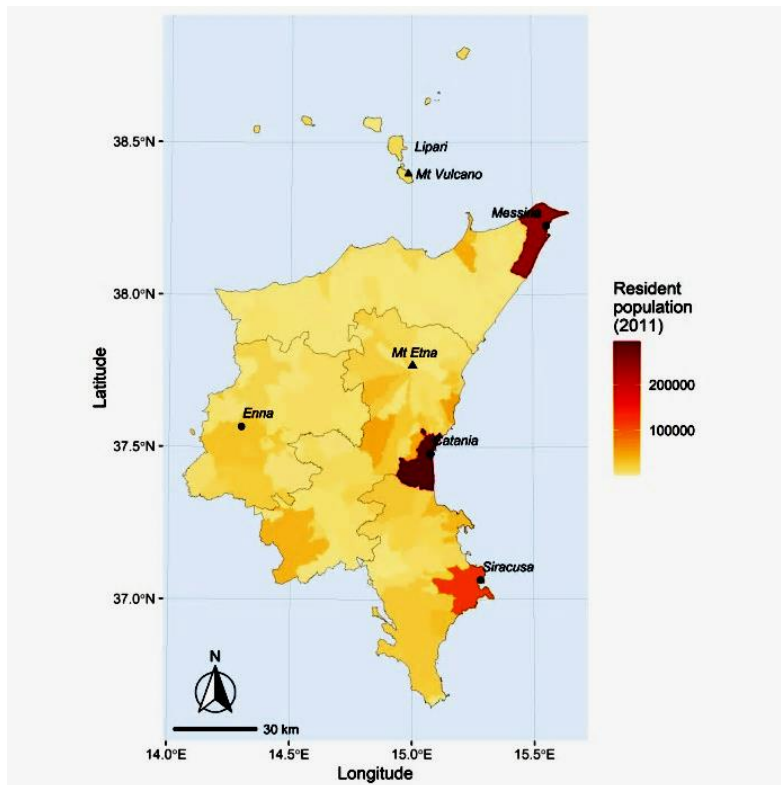 38.5°N
38.0°N
37.5°N
37.0°N
Latitude
Lipari
Mt Vulcano
Messina
Mt Etna
Enna
Catania
Siracusa
N
30 km
14.0°E
14.5°E
15.0°E
15.5°E
Longitude
Resident
population
(2011)
200000
100000